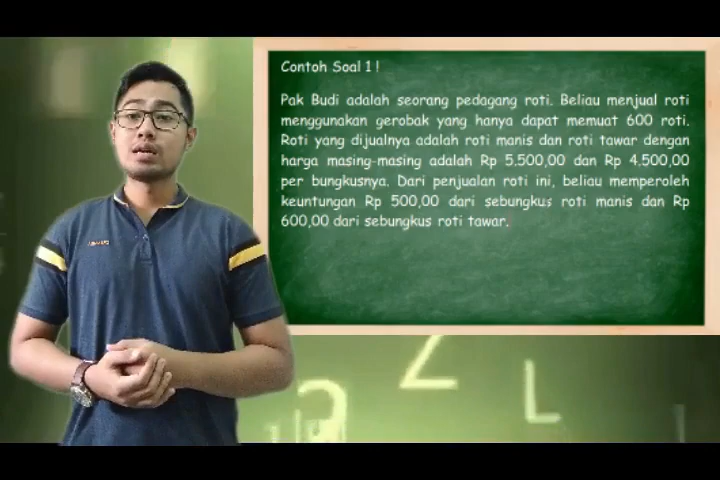 Contoh Soal 1 !
Pak Budi adalah seorang pedagang roti. Beliau menjual roti
menggunakan gerobak yang hanya dapat memuat 600 roti.
Roti yang dijualnya adalah roti manis dan roti tawar dengan
harga masing-masing adalah Rp 5.500,00 dan Rp 4.500,00
per bungkusnya. Dari penjualan roti ini, beliau memperoleh
keuntungan Rp 500,00 dari sebungkus roti manis dan Rp
600,00 dari sebungkus roti tawar.